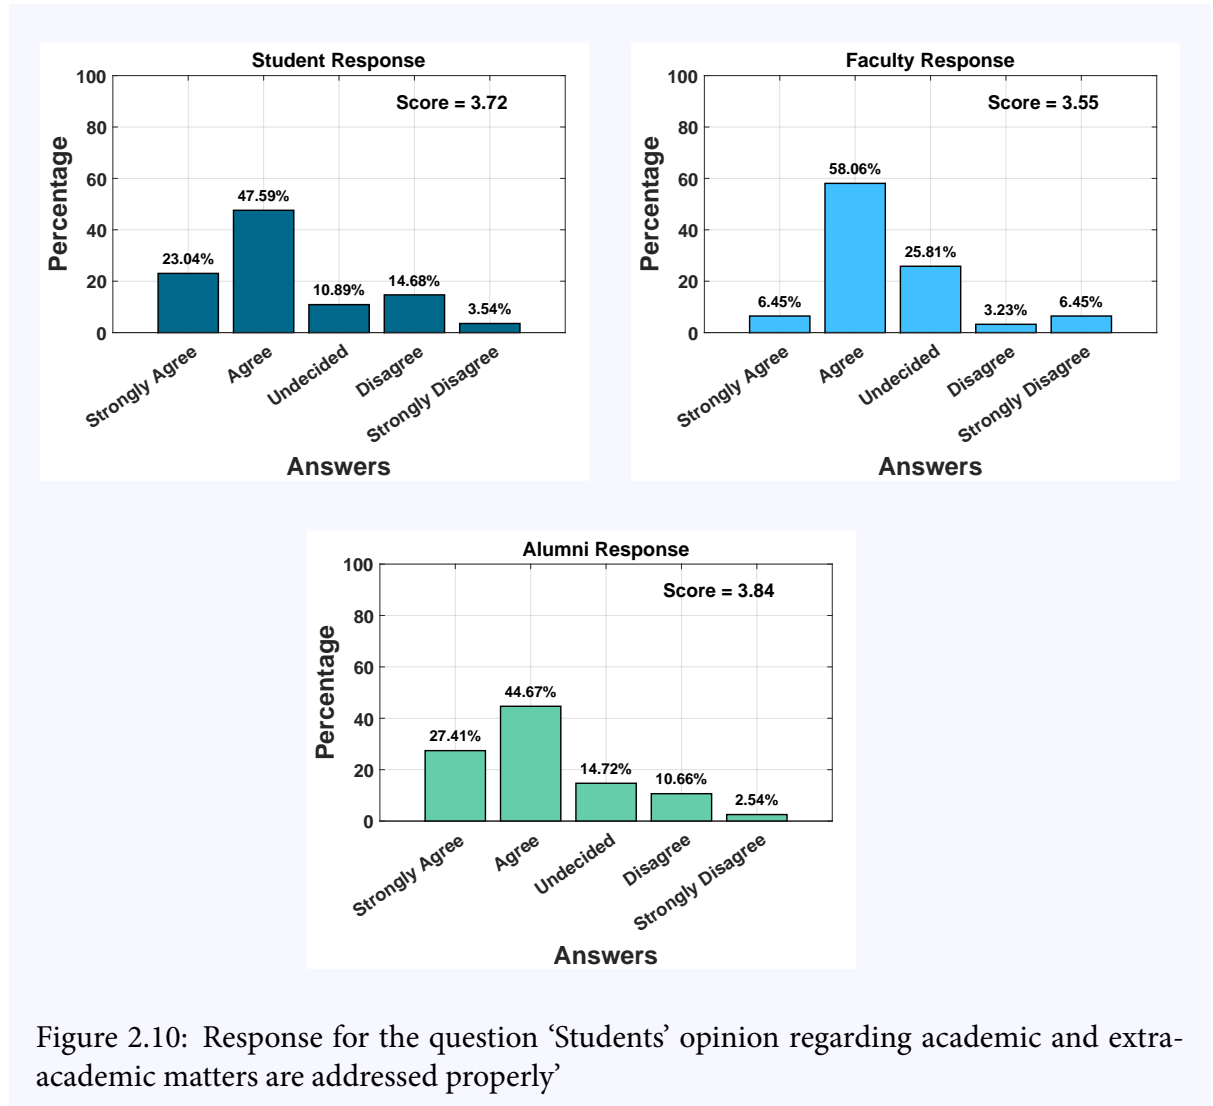 Student Response
Score = 3.72
100
80
60
40
20
0
Percentage
23.04%
47.59%
10.89%
14.68%
3.54%
Strongly Agree
Agree
Undecided
Disagree
Strongly Disagree
Answers
Faculty Response
Score = 3.55
100
80
60
40
20
0
Percentage
6.45%
58.06%
25.81%
3.23%
6.45%
Strongly Agree
Agree
Undecided
Disagree
Strongly Disagree
Answers
Alumni Response
Score = 3.84
100
80
60
40
20
0
Percentage
27.41%
44.67%
14.72%
10.66%
2.54%
Strongly Agree
Agree
Undecided
Disagree
Strongly Disagree
Answers
Figure 2.10: Response for the question ‘Students’ opinion regarding academic and extra-
academic matters are addressed properly’